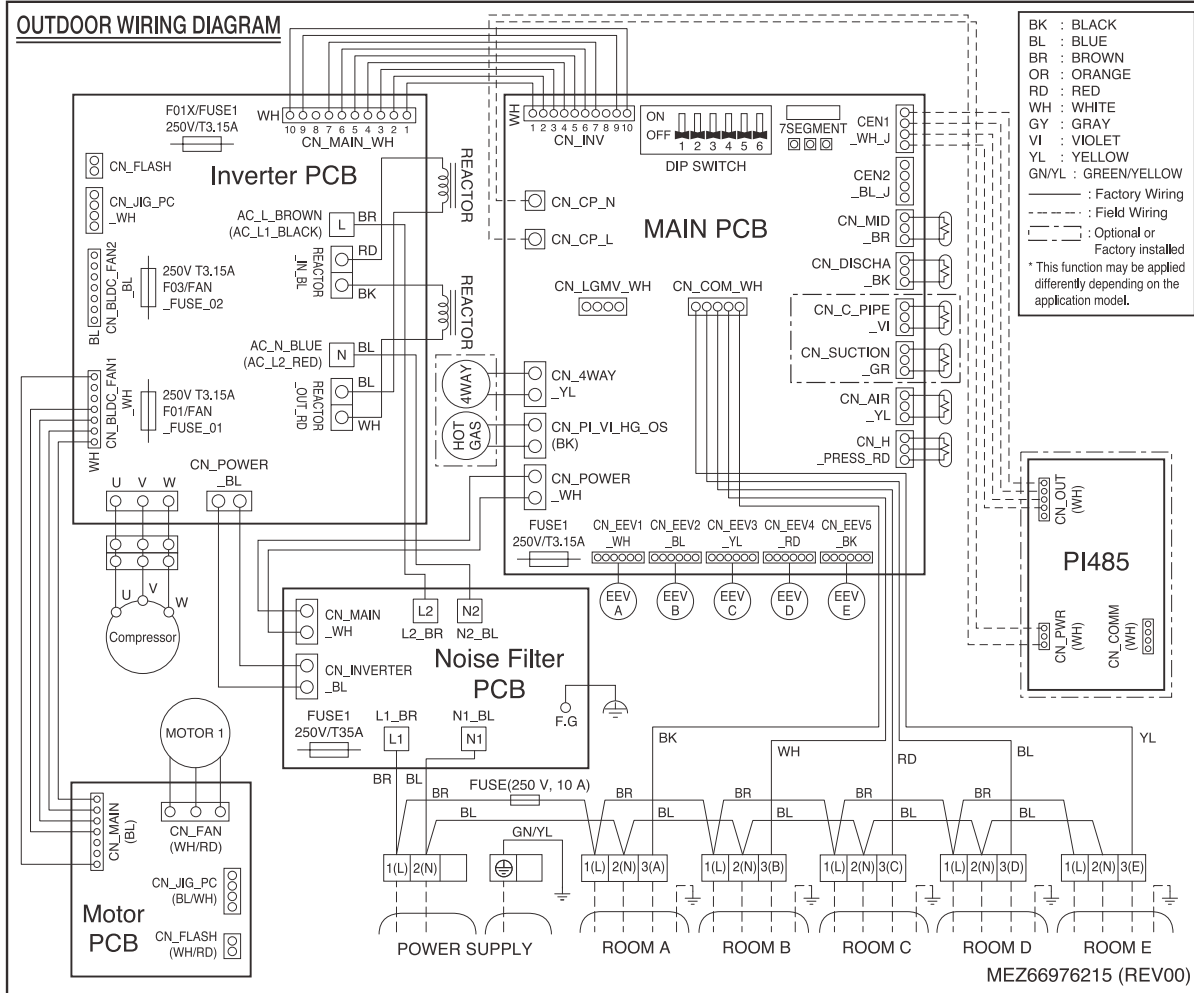 OUTDOOR WIRING DIAGRAM
BK : BLACK
BL : BLUE
BR : BROWN
OR : ORANGE
RD : RED
WH : WHITE
GY : GRAY
VI : VIOLET
YL : YELLOW
GN/YL : GREEN/YELLOW
: Factory Wiring
: Field Wiring
: Optional or
Factory installed
* This function may be applied
differently depending on the
application model.
F01X/FUSE1
250V/T3.15A
WH
10 9 8 7 6 5 4 3 2 1
CN_MAIN_WH
CN_FLASH
Inverter PCB
CN_JIG_PC
_WH
AC_L_BROWN
(AC_L1_BLACK)
L
BR
REACTOR
_IN_BL
RD
BK
CN_BLDC_FAN2
_BL
BL
250V T3.15A
F03/FAN
_FUSE_02
AC_N_BLUE
(AC_L2_RED)
N
BL
REACTOR
_OUT_RD
BL
WH
CN_BLDC_FAN1
_WH
WH
250V T3.15A
F01/FAN
_FUSE_01
CN_POWER
_BL
U V W
U
V
W
Compressor
REACTOR
REACTOR
4WAY
HOT
GAS
WH
1 2 3 4 5 6 7 8 9 10
CN_INV
ON
OFF
1 2 3 4 5 6
DIP SWITCH
7SEGMENT
CEN1
_WH_J
CEN2
_BL_J
CN_CP_N
CN_CP_L
MAIN PCB
CN_MID
_BR
CN_DISCHA
_BK
CN_LGMV_WH
CN_COM_WH
CN_C_PIPE
_VI
CN_SUCTION
_GR
CN_4WAY
_YL
CN_AIR
_YL
CN_PI_VI_HG_OS
(BK)
CN_H
_PRESS_RD
CN_POWER
_WH
FUSE1
250V/T3.15A
CN_EEV1
_WH
CN_EEV2
_BL
CN_EEV3
_YL
CN_EEV4
_RD
CN_EEV5
_BK
EEV
A
EEV
B
EEV
C
EEV
D
EEV
E
CN_OUT
(WH)
PI485
CN_PWR
(WH)
CN_COMM
(WH)
CN_MAIN
_WH
L2
L2_BR
N2
N2_BL
CN_INVERTER
_BL
Noise Filter
PCB
FUSE1
250V/T35A
L1_BR
L1
N1_BL
N1
F.G
MOTOR 1
CN_MAIN
(BL)
CN_FAN
(WH/RD)
CN_JIG_PC
(BL/WH)
Motor
PCB
CN_FLASH
(WH/RD)
BR BL
FUSE(250 V, 10 A)
BR
BL
GN/YL
BK
WH
RD
BL
YL
BR
BL
BR
BL
BR
BL
BR
BL
1(L) 2(N)
1(L) 2(N) 3(A)
1(L) 2(N) 3(B)
1(L) 2(N) 3(C)
1(L) 2(N) 3(D)
1(L) 2(N) 3(E)
POWER SUPPLY
ROOM A
ROOM B
ROOM C
ROOM D
ROOM E
MEZ66976215 (REV00)